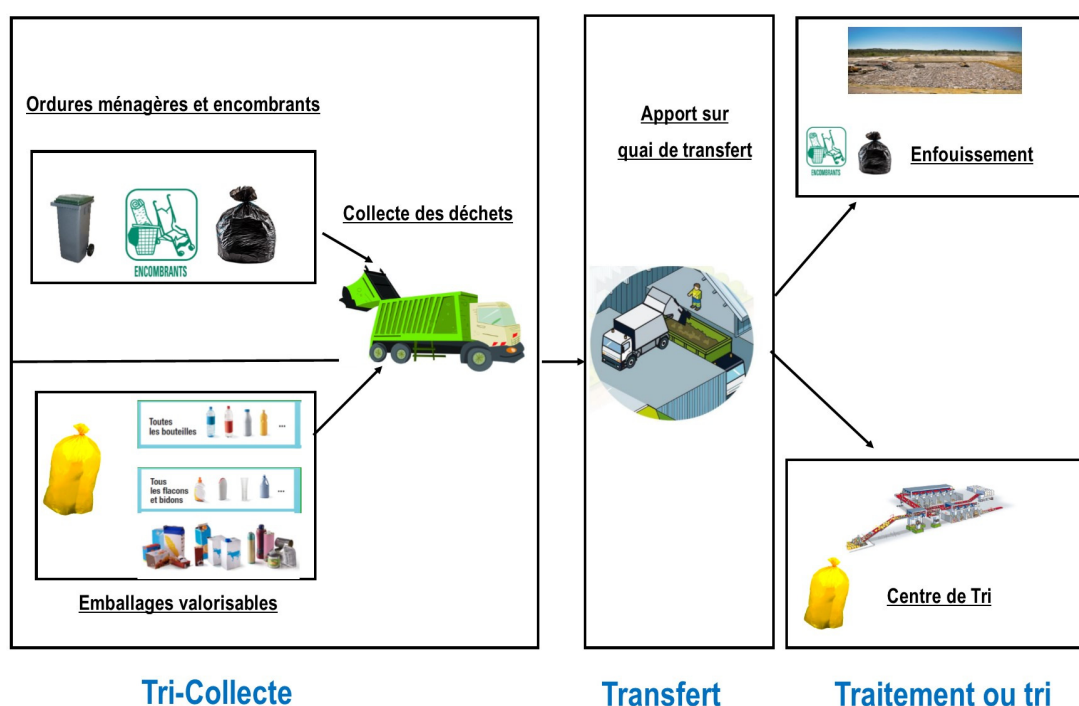 Ordures ménagères et encombrants
ENCOMBRANTS
Collecte des déchets
Toutes
les bouteilles
...
Tous
les flacons
et bidons
...
Emballages valorisables
Apport sur
quai de transfert
ENCOMBRANTS
Enfouissement
Centre de Tri
Tri-Collecte
Transfert
Traitement ou tri